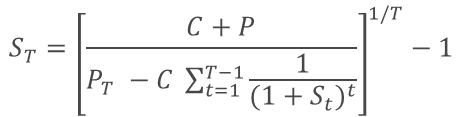 S_T = [ (C + P) / (P_T − C ∑_{t=1}^{T−1} 1 / (1 + S_t)^t) ]^{1/T} − 1